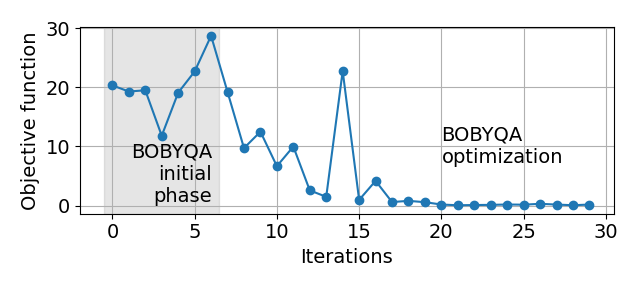 30
20
10
0
Objective function
BOBYQA
initial
phase
BOBYQA
optimization
0 5 10 15 20 25 30
Iterations